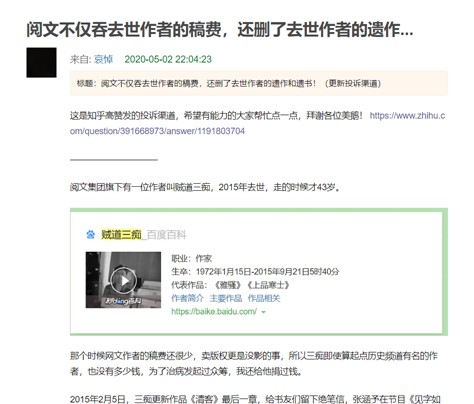 阅文不仅吞去世作者的稿费，还删了去世作者的遗作...
来自: 哀悼 2020-05-02 22:04:23
标题：阅文不仅吞去世作者的稿费，还删了去世作者的遗作和遗书！（更新投诉渠道）
这是知乎高赞发的投诉渠道，希望有能力的大家帮忙点一点，拜谢各位美丽！ https://www.zhihu.c
om/question/391668973/answer/1191803704
阅文集团旗下有一位作者叫贼道三痴，2015年去世，走的时候才43岁。
贼道三痴_百度百科
职业：作家
生卒：1972年1月15日-2015年9月21日5时40分
代表作品：《雅骚》《上品寒士》
作者简介 主要作品 作品相关
https://baike.baidu.com/
那个时候网文作者的稿费还很少，卖版权更是没影的事，所以三痴即使算起点历史频道有名的作
者，也没有多少钱，为了治病发起过众筹，我还给他捐过钱。
2015年2月5日，三痴更新作品《清客》最后一章，给书友们留下绝笔信，张涵予在节目《见字如